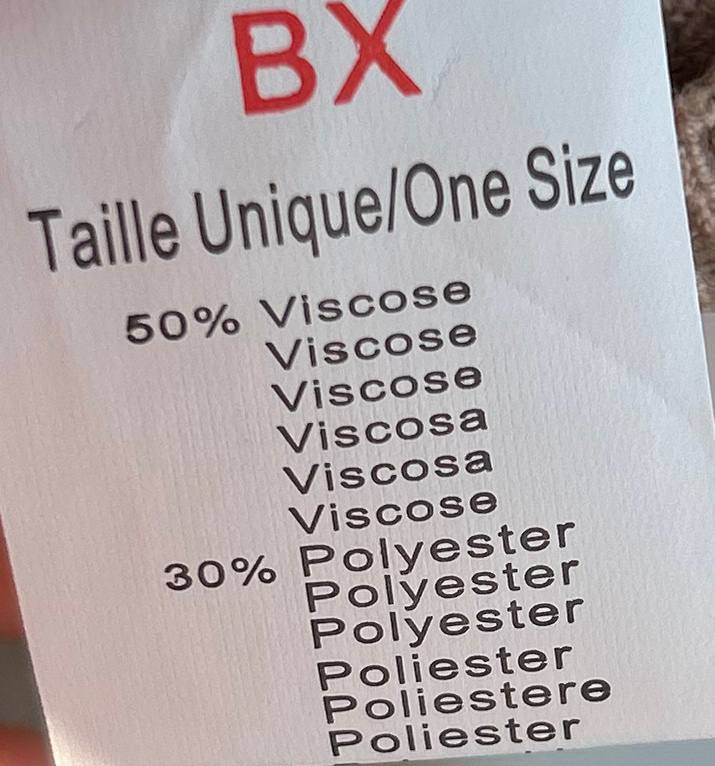 BX
Taille Unique/One Size
50% Viscose
Viscose
Viscose
Viscosa
Viscosa
Viscose
30% Polyester
Polyester
Polyester
Poliester
Poliestere
Poliester